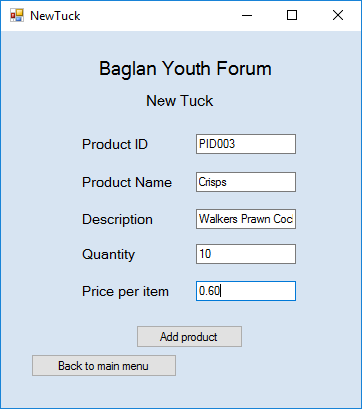 NewTuck
Baglan Youth Forum
New Tuck
Product ID PID003
Product Name Crisps
Description Walkers Prawn Coc
Quantity 10
Price per item 0.60
Add product
Back to main menu